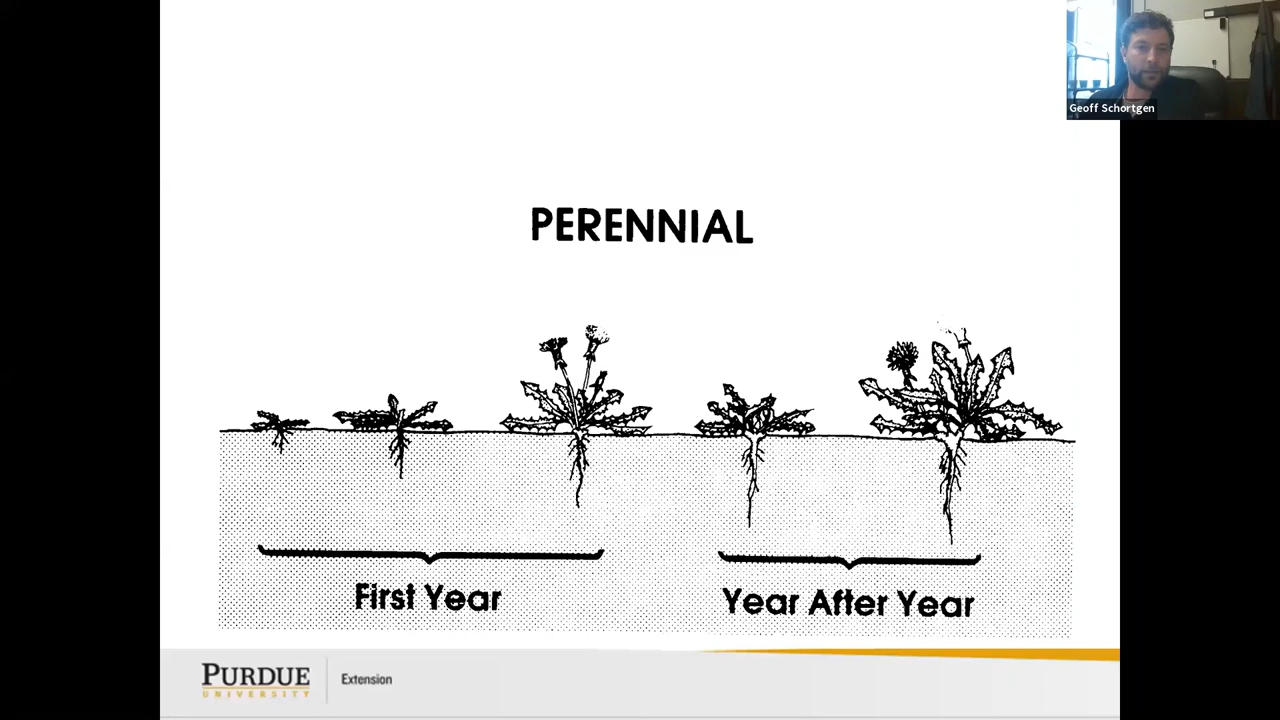 Geoff Schortgen
PERENNIAL
First Year
Year After Year
PURDUE
UNIVERSITY
Extension